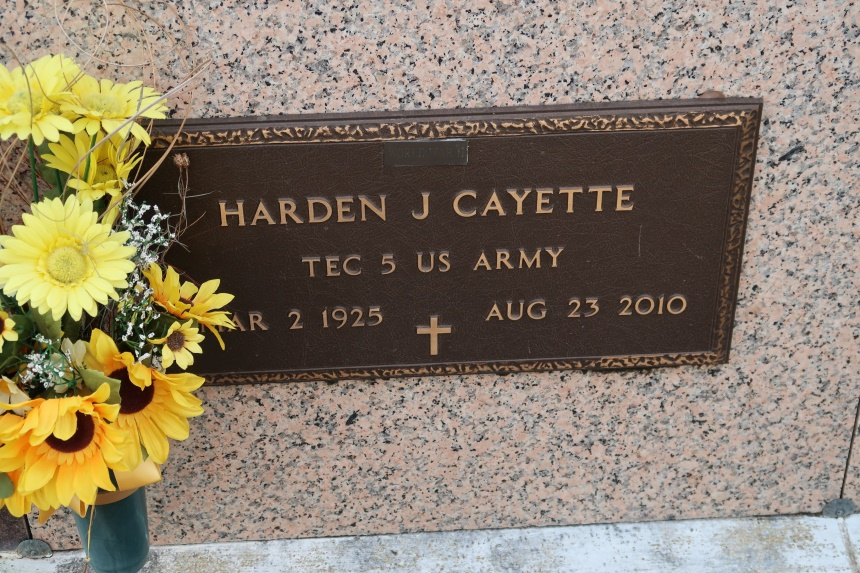 HARDEN J CAYETTE
TEC 5 US ARMY
AR 2 1925 AUG 23 2010